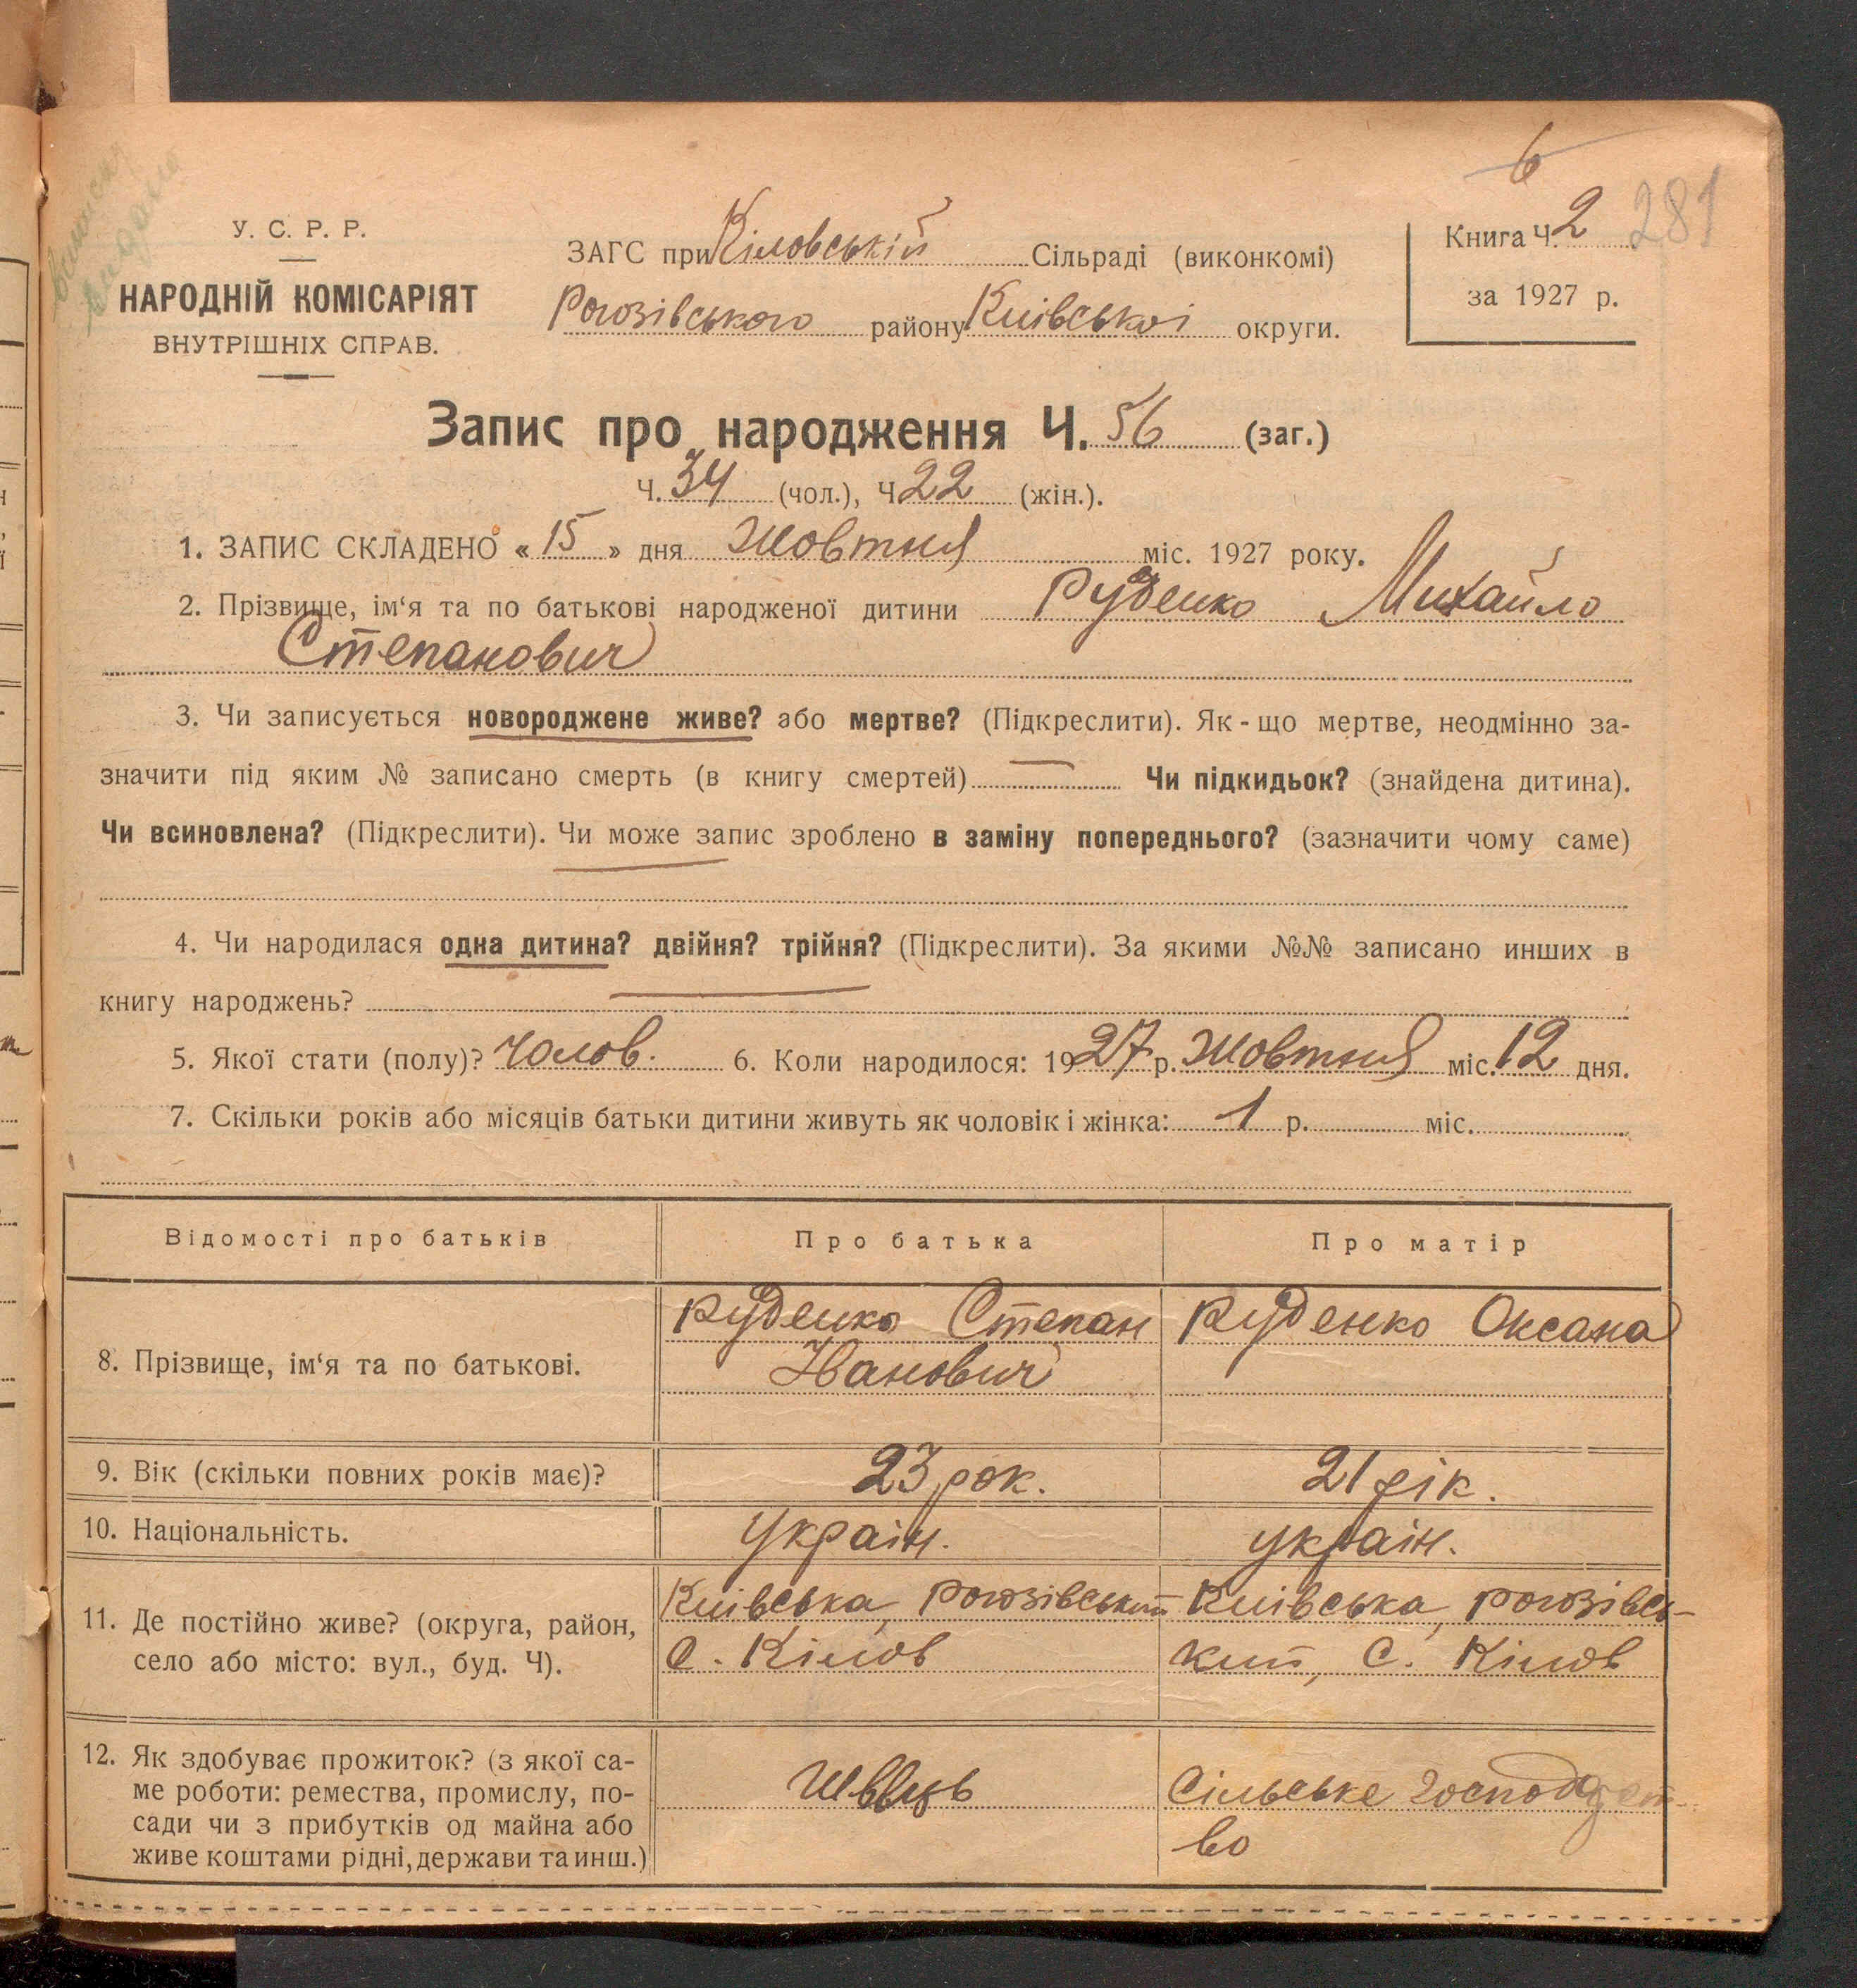 6
281
виписка
видана
У. С. Р. Р.
НАРОДНІЙ КОМІСАРІЯТ
ВНУТРІШНІХ СПРАВ.
ЗАГС при Кіловській Сільраді (виконкомі)
Рогозівського району Київської округи.
Книга Ч. 2
за 1927 р.
Запис про народження Ч. 56 (заг.)
Ч. 34 (чол.), Ч 22 (жін.).
1. ЗАПИС СКЛАДЕНО « 15 » дня Жовтня міс. 1927 року.
2. Прізвище, ім‘я та по батькові народженої дитини Руденко Михайло
Степанович
3. Чи записується новороджене живе? або мертве? (Підкреслити). Як - що мертве, неодмінно за-
значити під яким № записано смерть (в книгу смертей) — Чи підкидьок? (знайдена дитина).
Чи всиновлена? (Підкреслити). Чи може запис зроблено в заміну попереднього? (зазначити чому саме)
4. Чи народилася одна дитина? двійня? трійня? (Підкреслити). За якими №№ записано инших в
книгу народжень?
5. Якої стати (полу)? Чолов. 6. Коли народилося: 1927 р. Жовтня міс. 12 дня.
7. Скільки років або місяців батьки дитини живуть як чоловік і жінка: 1 р. міс.
Відомості про батьків Про батька Про матір
8. Прізвище, ім‘я та по батькові.
Руденко Степан
Іванович
Руденко Оксана
9. Вік (скільки повних років має)? 23 рок. 21 рік.
10. Національність. Україн. україн.
11. Де постійно живе? (округа, район,
село або місто: вул., буд. Ч).
Київська, Рогозівський
С. Кілов
Київська, рогозівсь-
кий, С. Кілов
12. Як здобуває прожиток? (з якої са-
ме роботи: ремества, промислу, по-
сади чи з прибутків од майна або
живе коштами рідні, держави та инш.)
Швець
Сільське господарст-
во